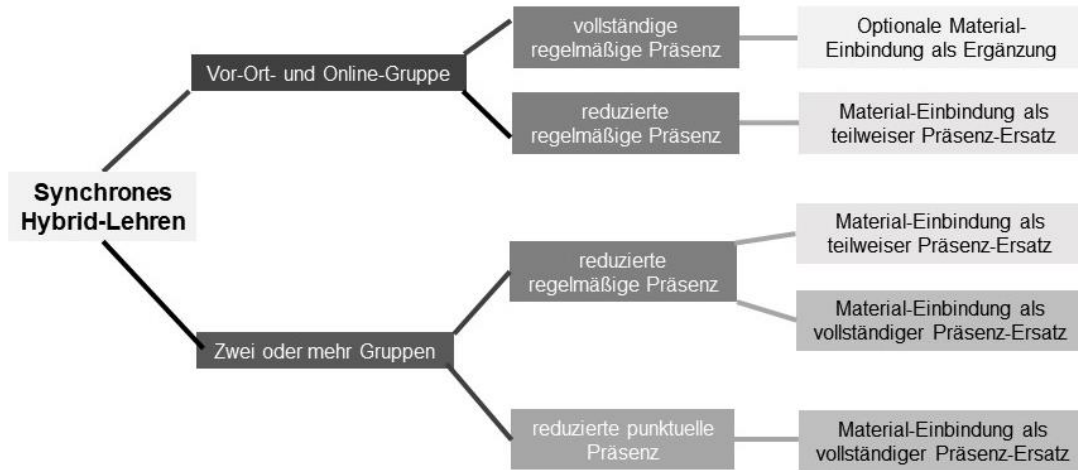 Synchrones
Hybrid-Lehren
Vor-Ort- und Online-Gruppe
vollständige
regelmäßige Präsenz
Optionale Material-
Einbindung als Ergänzung
reduzierte
regelmäßige Präsenz
Material-Einbindung als
teilweiser Präsenz-Ersatz
Zwei oder mehr Gruppen
reduzierte
regelmäßige Präsenz
Material-Einbindung als
teilweiser Präsenz-Ersatz
Material-Einbindung als
vollständiger Präsenz-Ersatz
reduzierte punktuelle
Präsenz
Material-Einbindung als
vollständiger Präsenz-Ersatz